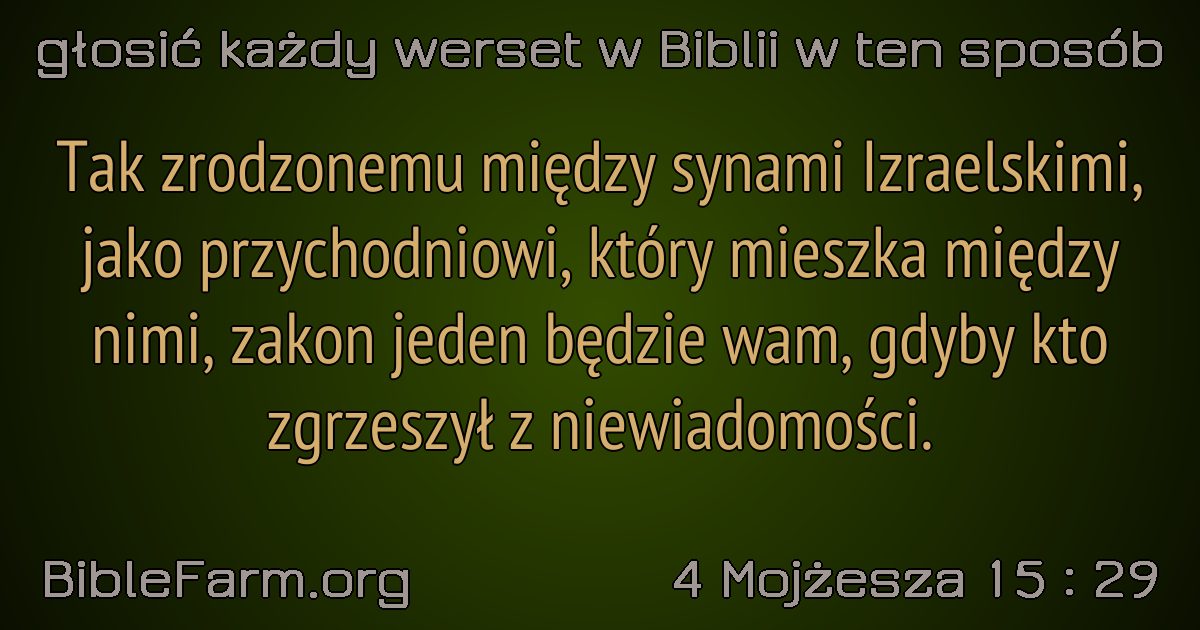 głosić każdy werset w Biblii w ten sposób
Tak zrodzonemu między synami Izraelskimi,
jako przychodniowi, który mieszka między
nimi, zakon jeden będzie wam, gdyby kto
zgrzeszył z niewiadomości.
BibleFarm.org
4 Mojżesza 15 : 29